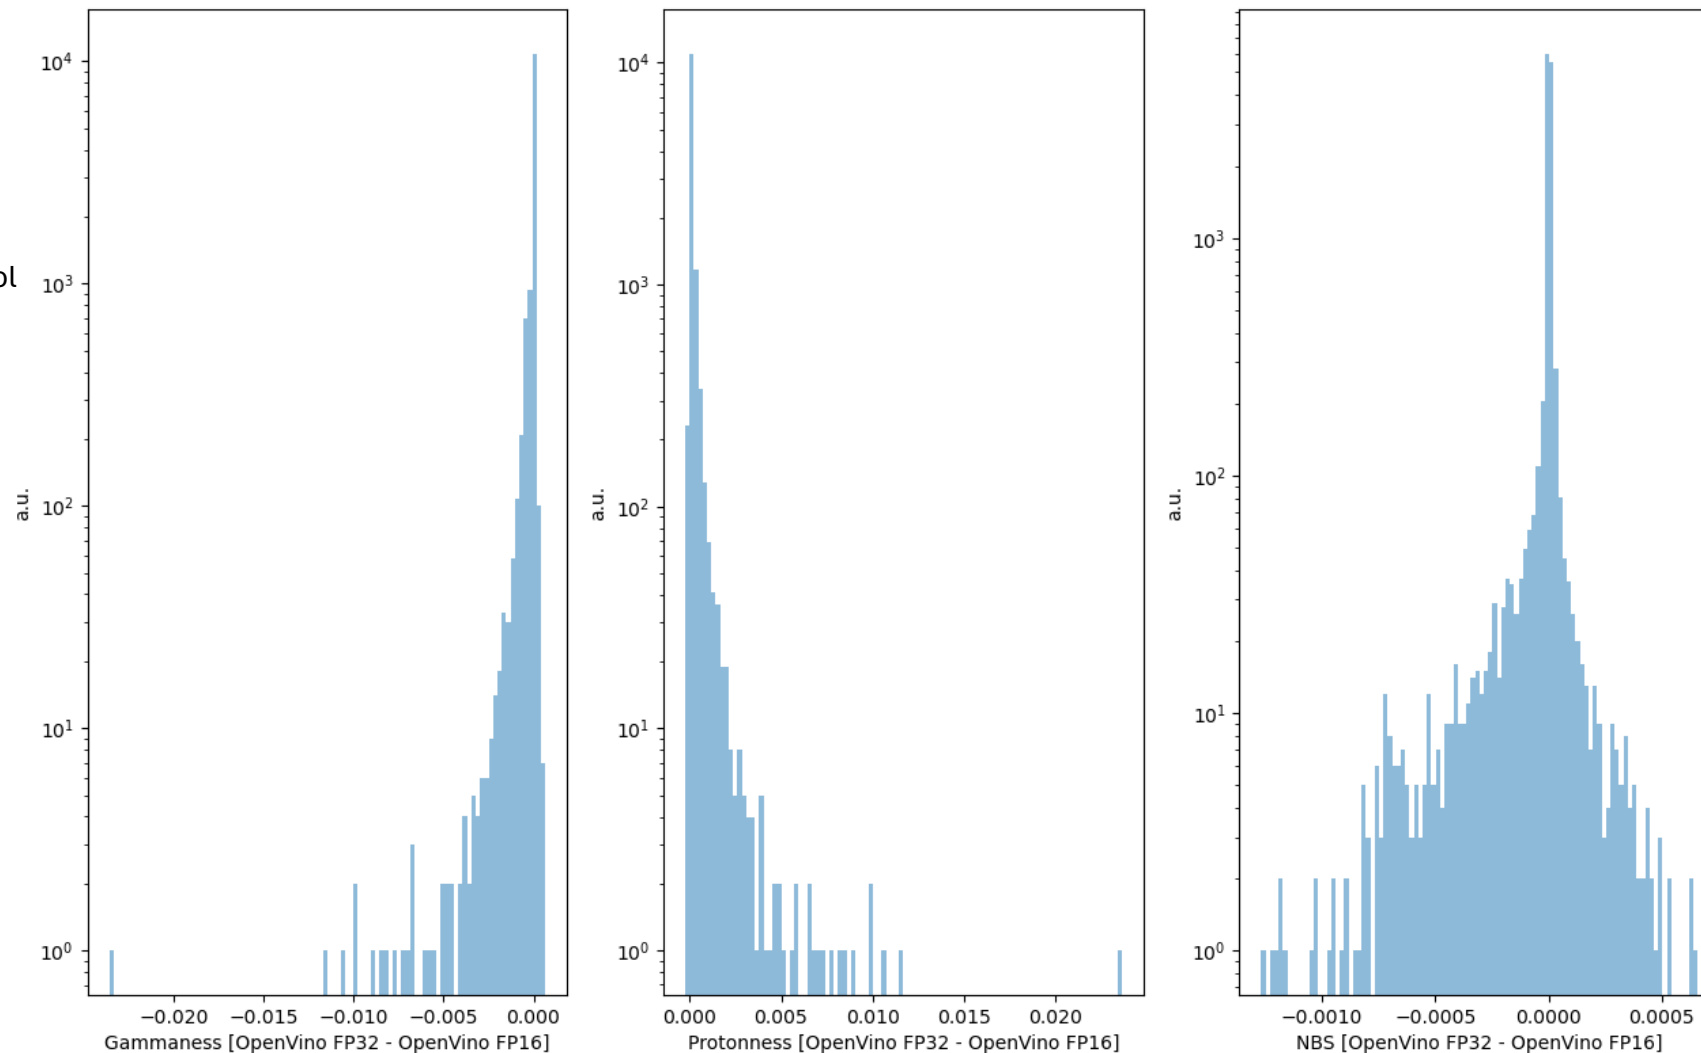 ol
10⁴
10³
10²
10¹
10⁰
a.u.
−0.020 −0.015 −0.010 −0.005 0.000
Gammaness [OpenVino FP32 - OpenVino FP16]
10⁴
10³
10²
10¹
10⁰
a.u.
0.000 0.005 0.010 0.015 0.020
Protonness [OpenVino FP32 - OpenVino FP16]
10³
10²
10¹
10⁰
a.u.
−0.0010 −0.0005 0.0000 0.0005
NBS [OpenVino FP32 - OpenVino FP16]